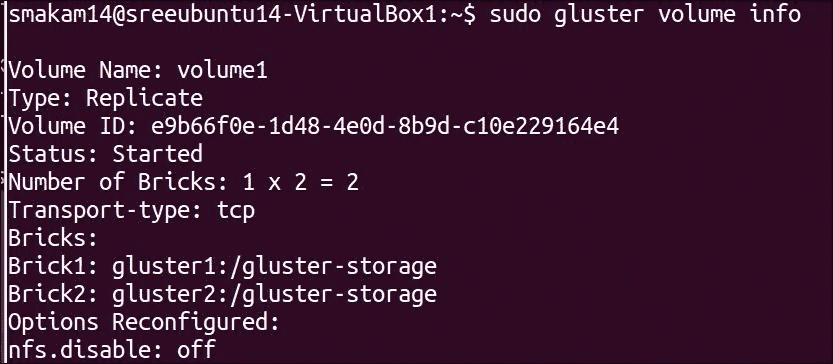 smakam14@sreeubuntu14-VirtualBox1:~$ sudo gluster volume info
Volume Name: volume1
Type: Replicate
Volume ID: e9b66f0e-1d48-4e0d-8b9d-c10e229164e4
Status: Started
Number of Bricks: 1 x 2 = 2
Transport-type: tcp
Bricks:
Brick1: gluster1:/gluster-storage
Brick2: gluster2:/gluster-storage
Options Reconfigured:
nfs.disable: off